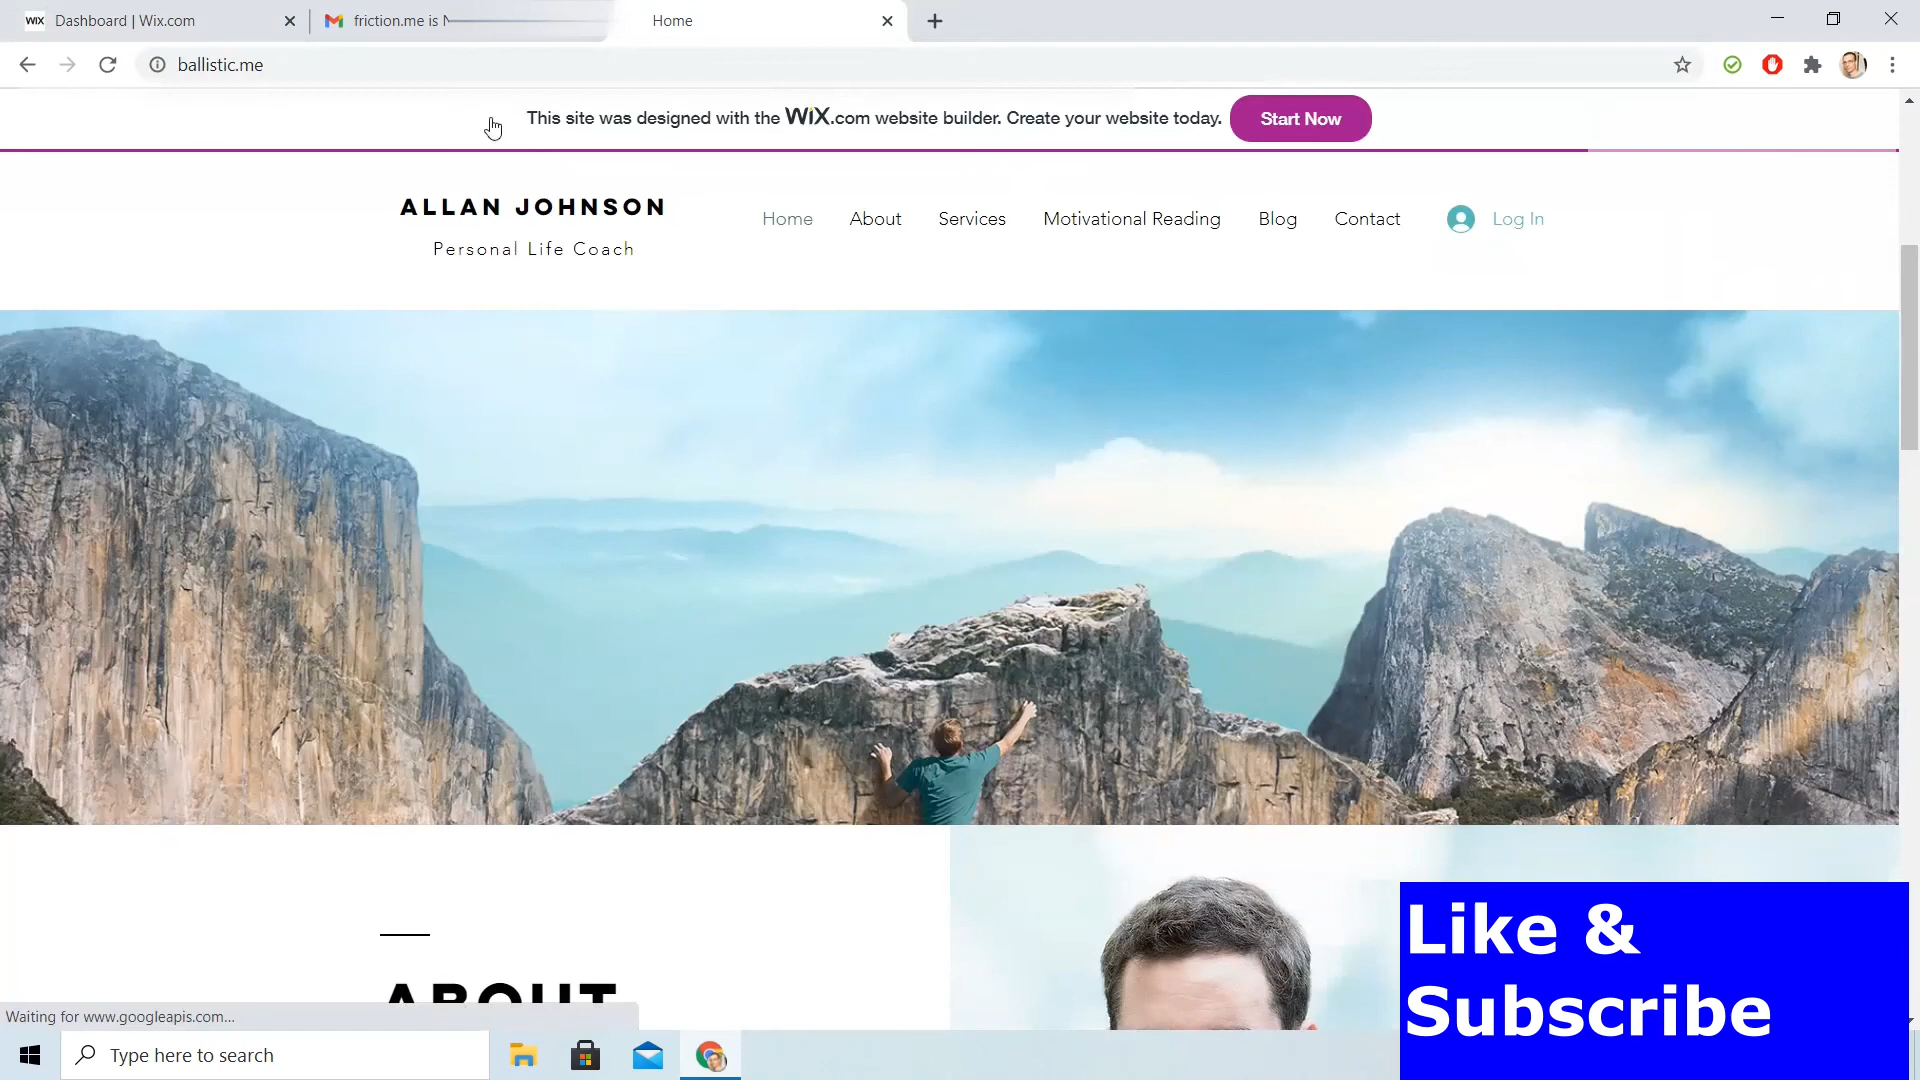 WIX Dashboard | Wix.com
friction.me is
Home
ballistic.me
This site was designed with the WiX.com website builder. Create your website today.
Start Now
ALLAN JOHNSON
Personal Life Coach
Home
About
Services
Motivational Reading
Blog
Contact
Log In
ABOUT
Like &
Subscribe
Waiting for www.googleapis.com...
Type here to search